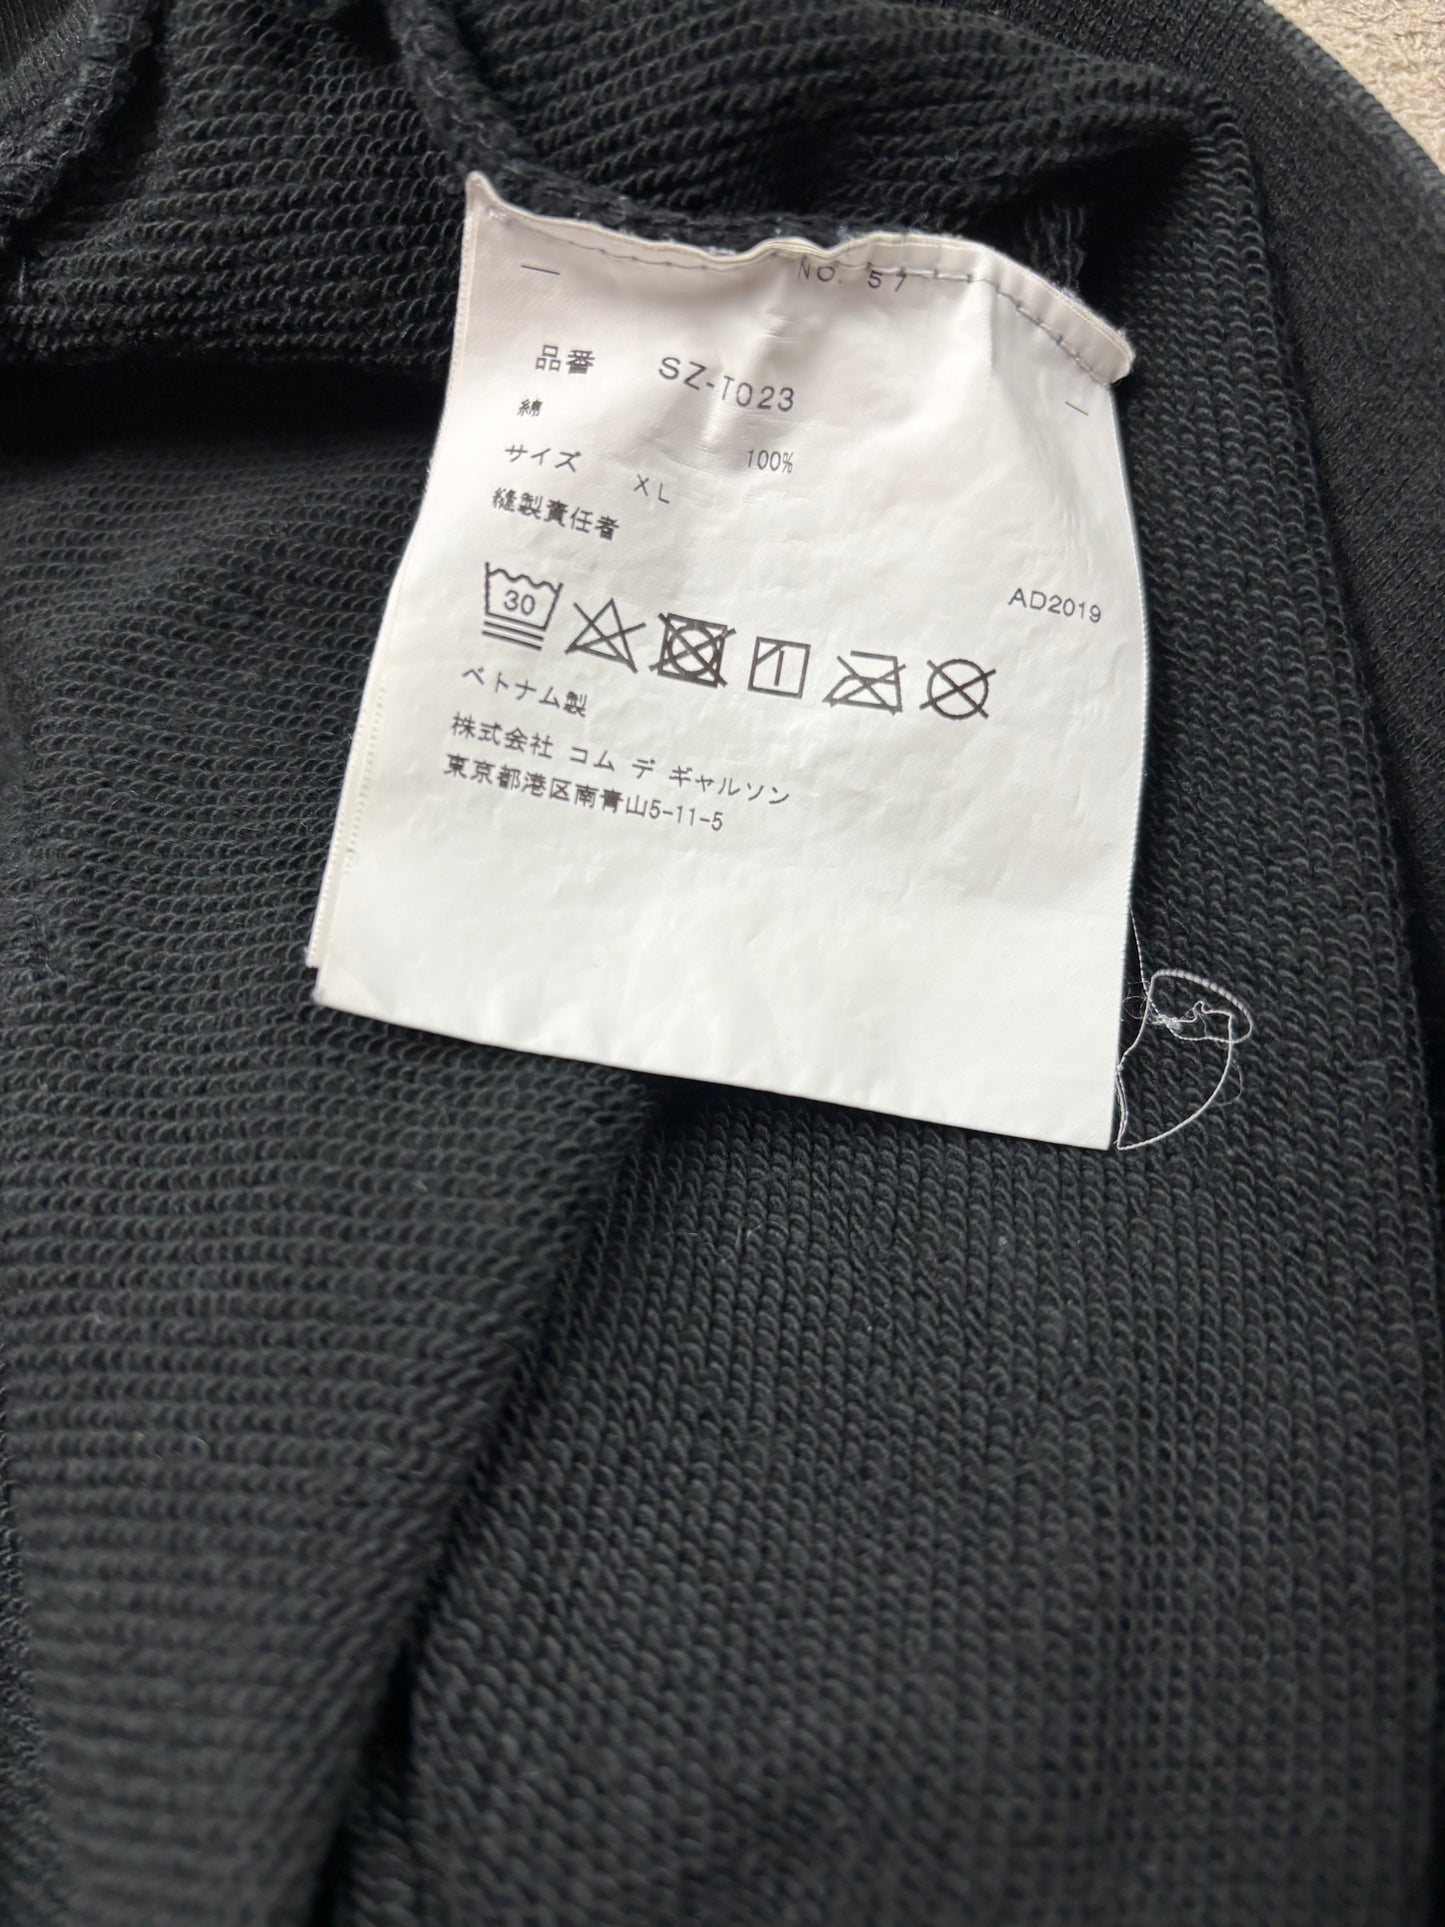 NO. 57
品番 SZ-T023
綿 100%
サイズ XL
縫製責任者
AD2019
30
ベトナム製
株式会社 コム デ ギャルソン
東京都港区南青山5-11-5